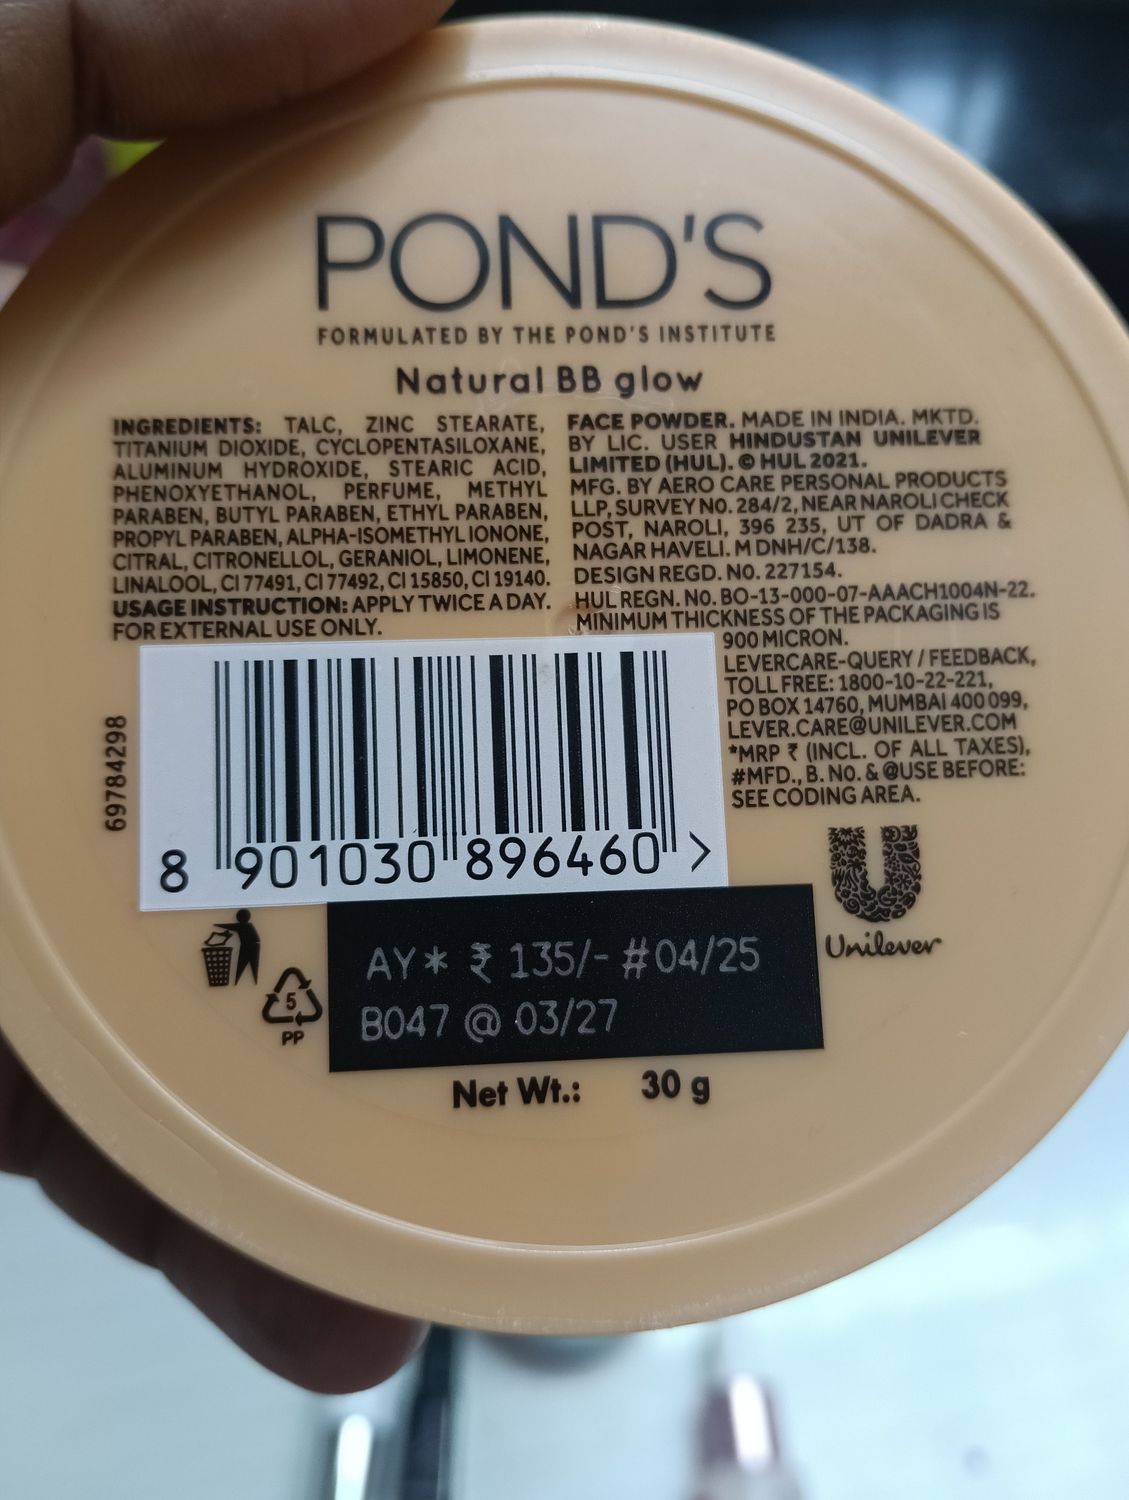 POND'S
FORMULATED BY THE POND'S INSTITUTE
Natural BB glow
INGREDIENTS: TALC, ZINC STEARATE,
TITANIUM DIOXIDE, CYCLOPENTASILOXANE,
ALUMINUM HYDROXIDE, STEARIC ACID,
PHENOXYETHANOL, PERFUME, METHYL
PARABEN, BUTYL PARABEN, ETHYL PARABEN,
PROPYL PARABEN, ALPHA-ISOMETHYL IONONE,
CITRAL, CITRONELLOL, GERANIOL, LIMONENE,
LINALOOL, CI 77491, CI 77492, CI 15850, CI 19140.
USAGE INSTRUCTION: APPLY TWICE A DAY.
FOR EXTERNAL USE ONLY.
FACE POWDER. MADE IN INDIA. MKTD.
BY LIC. USER HINDUSTAN UNILEVER
LIMITED (HUL). © HUL 2021.
MFG. BY AERO CARE PERSONAL PRODUCTS
LLP, SURVEY NO. 284/2, NEAR NAROLI CHECK
POST, NAROLI, 396 235, UT OF DADRA &
NAGAR HAVELI. M DNH/C/138.
DESIGN REGD. NO. 227154.
HUL REGN. NO. BO-13-000-07-AAACH1004N-22.
MINIMUM THICKNESS OF THE PACKAGING IS
900 MICRON.
LEVERCARE-QUERY / FEEDBACK,
TOLL FREE: 1800-10-22-221,
PO BOX 14760, MUMBAI 400 099,
LEVER.CARE@UNILEVER.COM
*MRP ₹ (INCL. OF ALL TAXES),
#MFD., B. NO. & @USE BEFORE:
SEE CODING AREA.
69784298
8 901030 896460 >
Unilever
AY* ₹ 135/- #04/25
B047 @ 03/27
5
PP
Net Wt.: 30 g